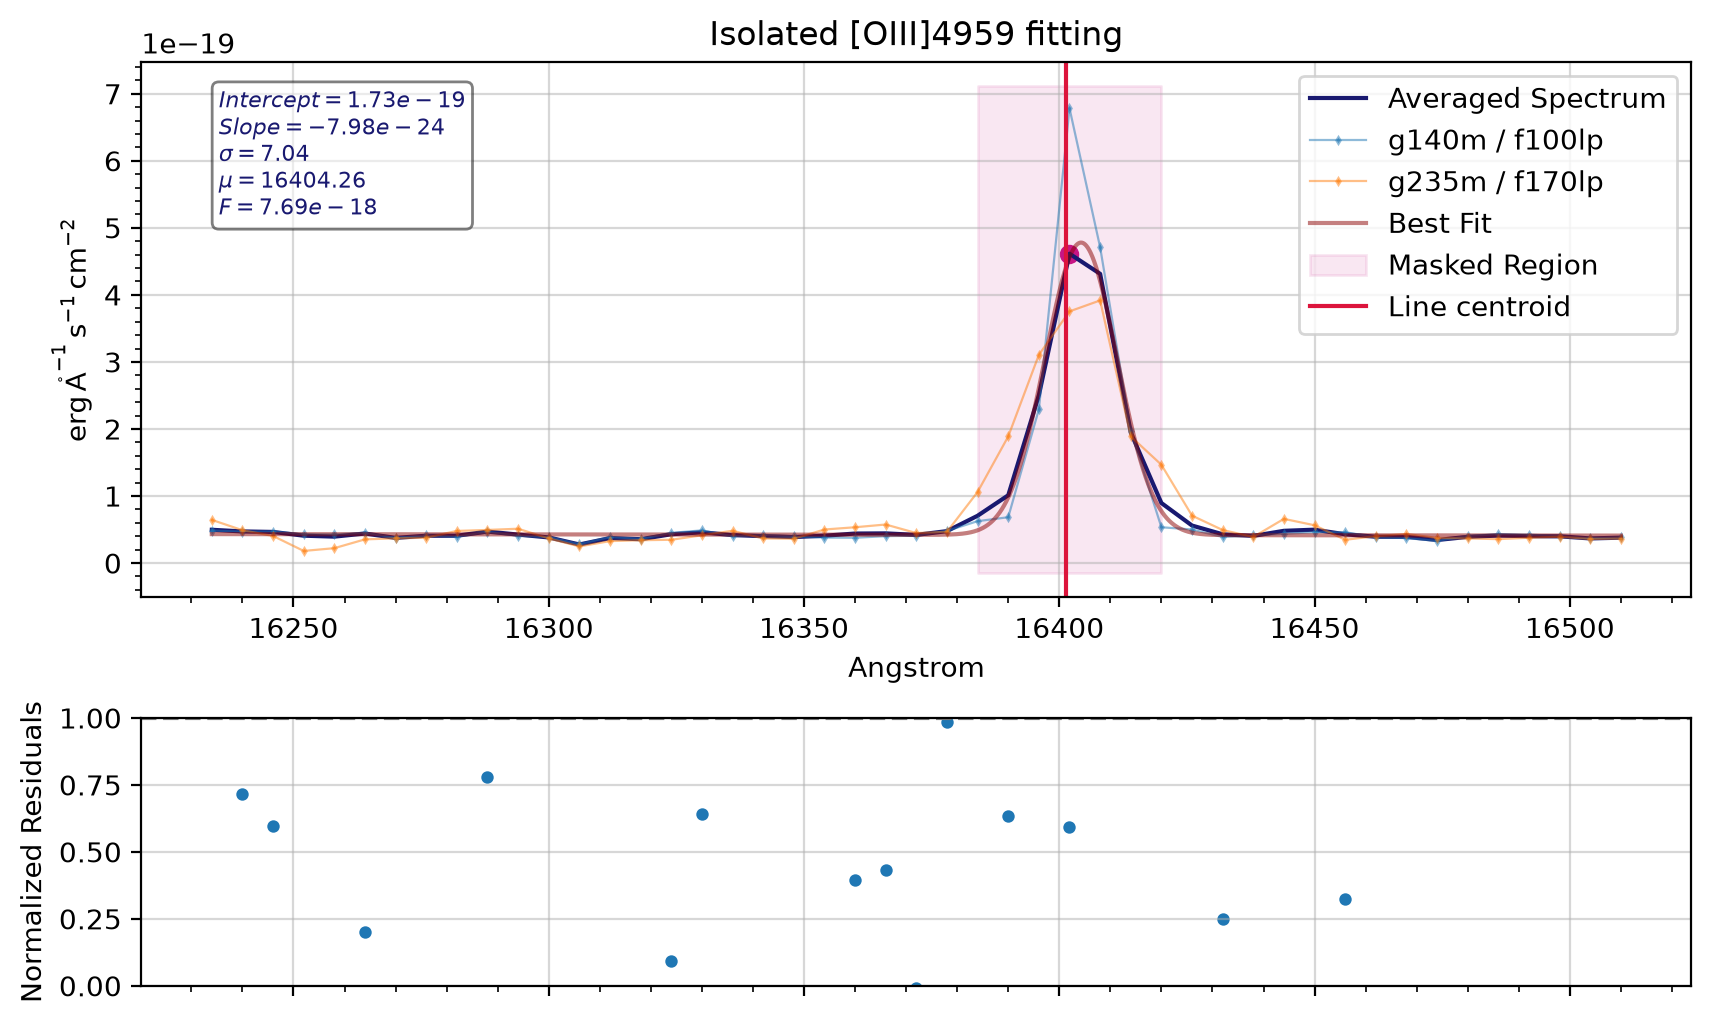 Isolated [OIII]4959 fitting
1e−19
7
6
5
4
3
2
1
0
erg Å⁻¹ s⁻¹ cm⁻²
Intercept = 1.73e − 19
Slope = −7.98e − 24
σ = 7.04
μ = 16404.26
F = 7.69e − 18
Averaged Spectrum
g140m / f100lp
g235m / f170lp
Best Fit
Masked Region
Line centroid
16250 16300 16350 16400 16450 16500
Angstrom
Normalized Residuals
1.00
0.75
0.50
0.25
0.00